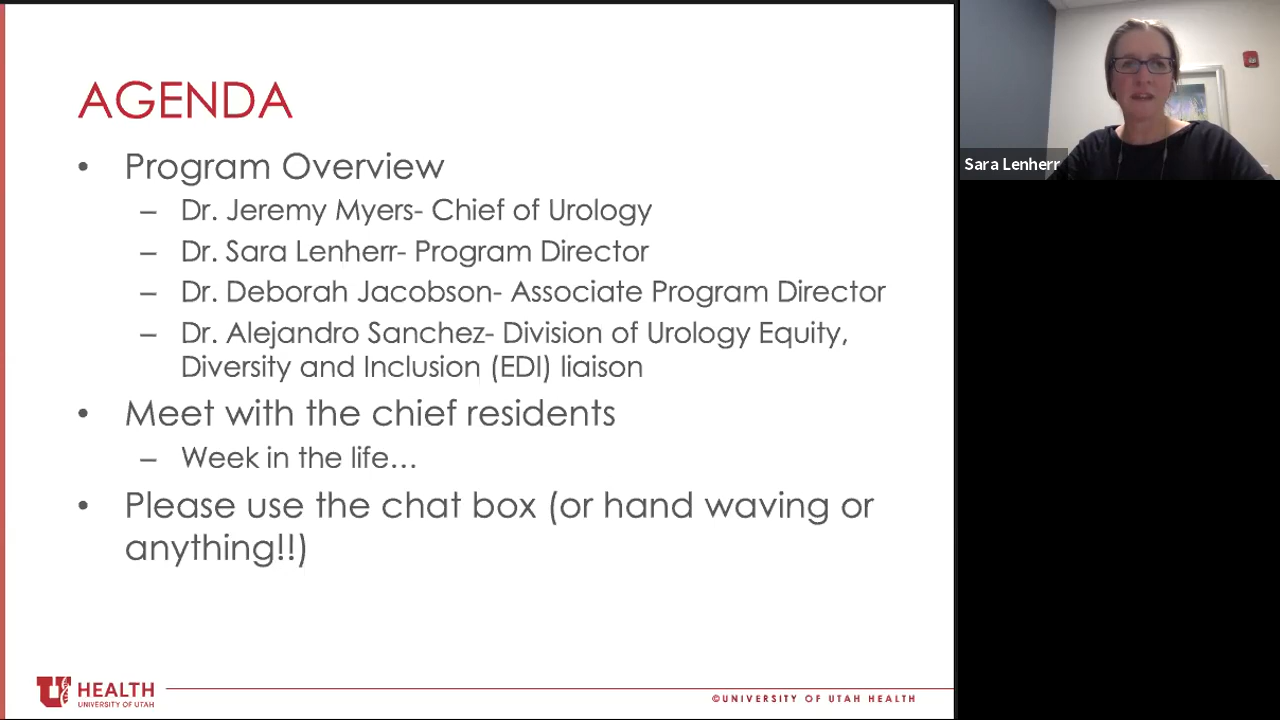 AGENDA
• Program Overview
– Dr. Jeremy Myers- Chief of Urology
– Dr. Sara Lenherr- Program Director
– Dr. Deborah Jacobson- Associate Program Director
– Dr. Alejandro Sanchez- Division of Urology Equity,
Diversity and Inclusion (EDI) liaison
• Meet with the chief residents
– Week in the life…
• Please use the chat box (or hand waving or
anything!!)
U HEALTH
UNIVERSITY OF UTAH
©UNIVERSITY OF UTAH HEALTH
Sara Lenherr